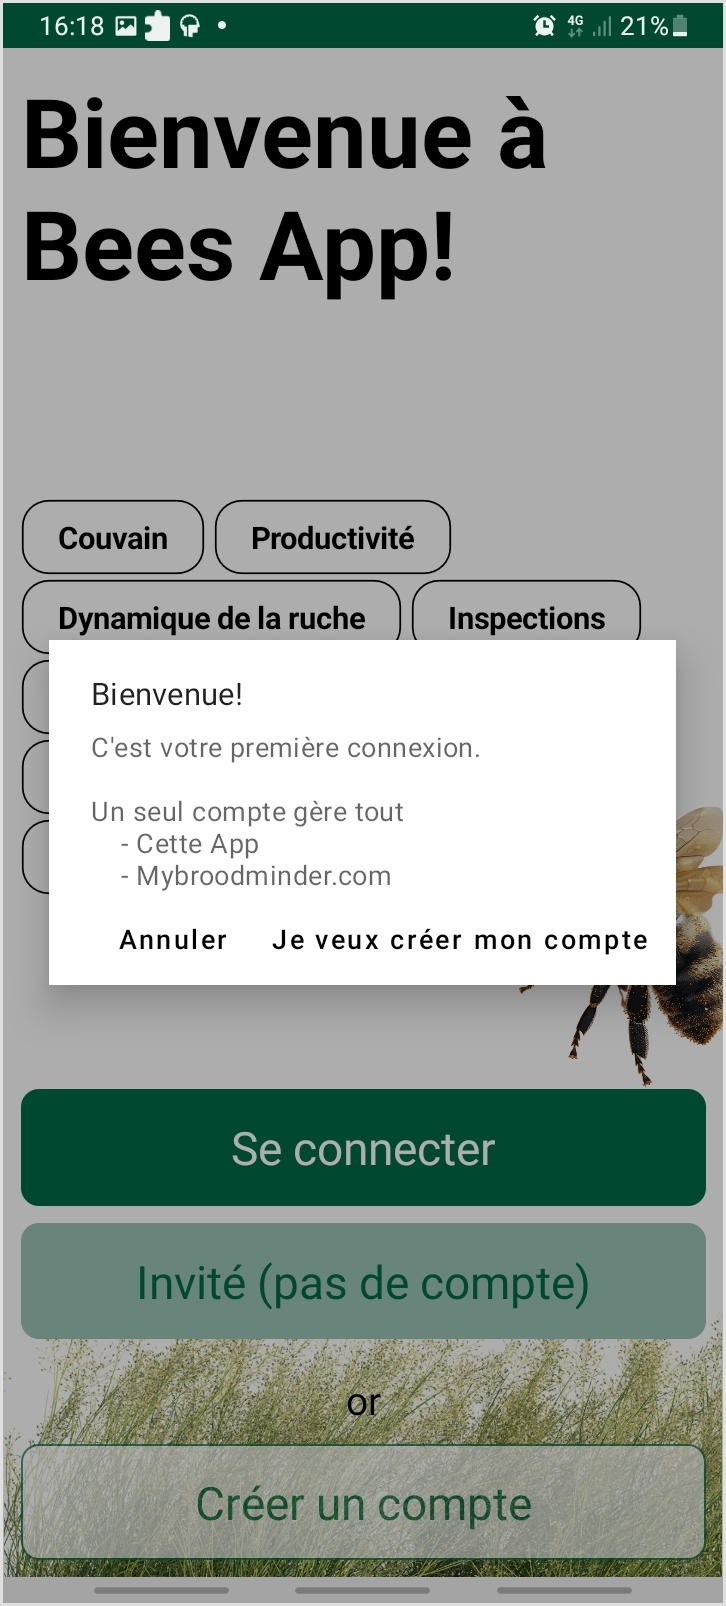 16:18 4G 21%
Bienvenue à
Bees App!
Couvain Productivité
Dynamique de la ruche Inspections
Bienvenue!
C'est votre première connexion.
Un seul compte gère tout
- Cette App
- Mybroodminder.com
Annuler Je veux créer mon compte
Se connecter
Invité (pas de compte)
or
Créer un compte